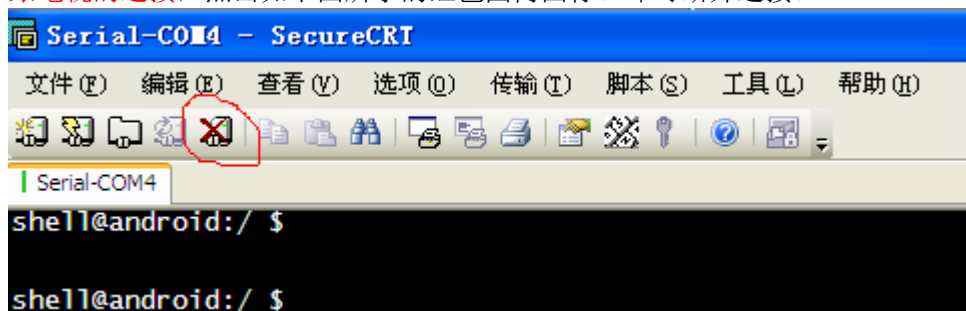 Serial-COM4 - SecureCRT
文件(F) 编辑(E) 查看(V) 选项(O) 传输(T) 脚本(S) 工具(L) 帮助(H)
Serial-COM4
shell@android:/ $
shell@android:/ $